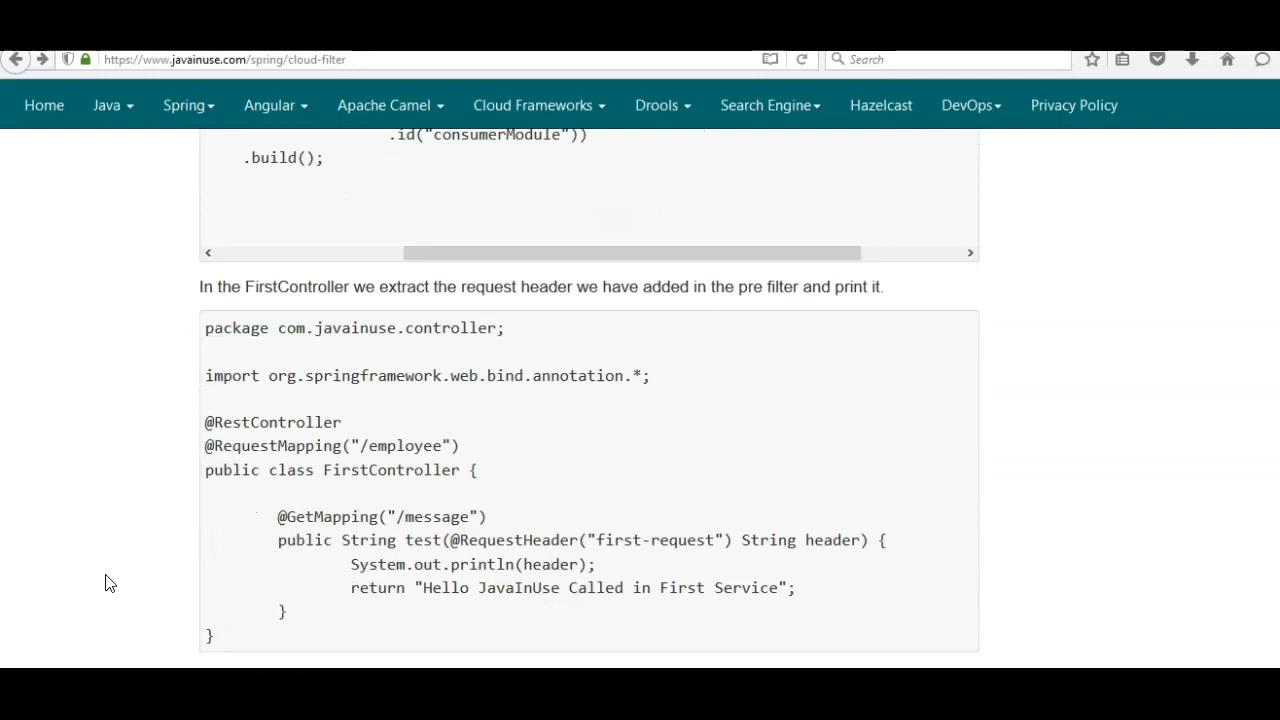 https://www.javainuse.com/spring/cloud-filter
Search
Home
Java
Spring
Angular
Apache Camel
Cloud Frameworks
Drools
Search Engine
Hazelcast
DevOps
Privacy Policy
.id("consumerModule"))
.build();
In the FirstController we extract the request header we have added in the pre filter and print it.
package com.javainuse.controller;
import org.springframework.web.bind.annotation.*;
@RestController
@RequestMapping("/employee")
public class FirstController {
@GetMapping("/message")
public String test(@RequestHeader("first-request") String header) {
System.out.println(header);
return "Hello JavaInUse Called in First Service";
}
}